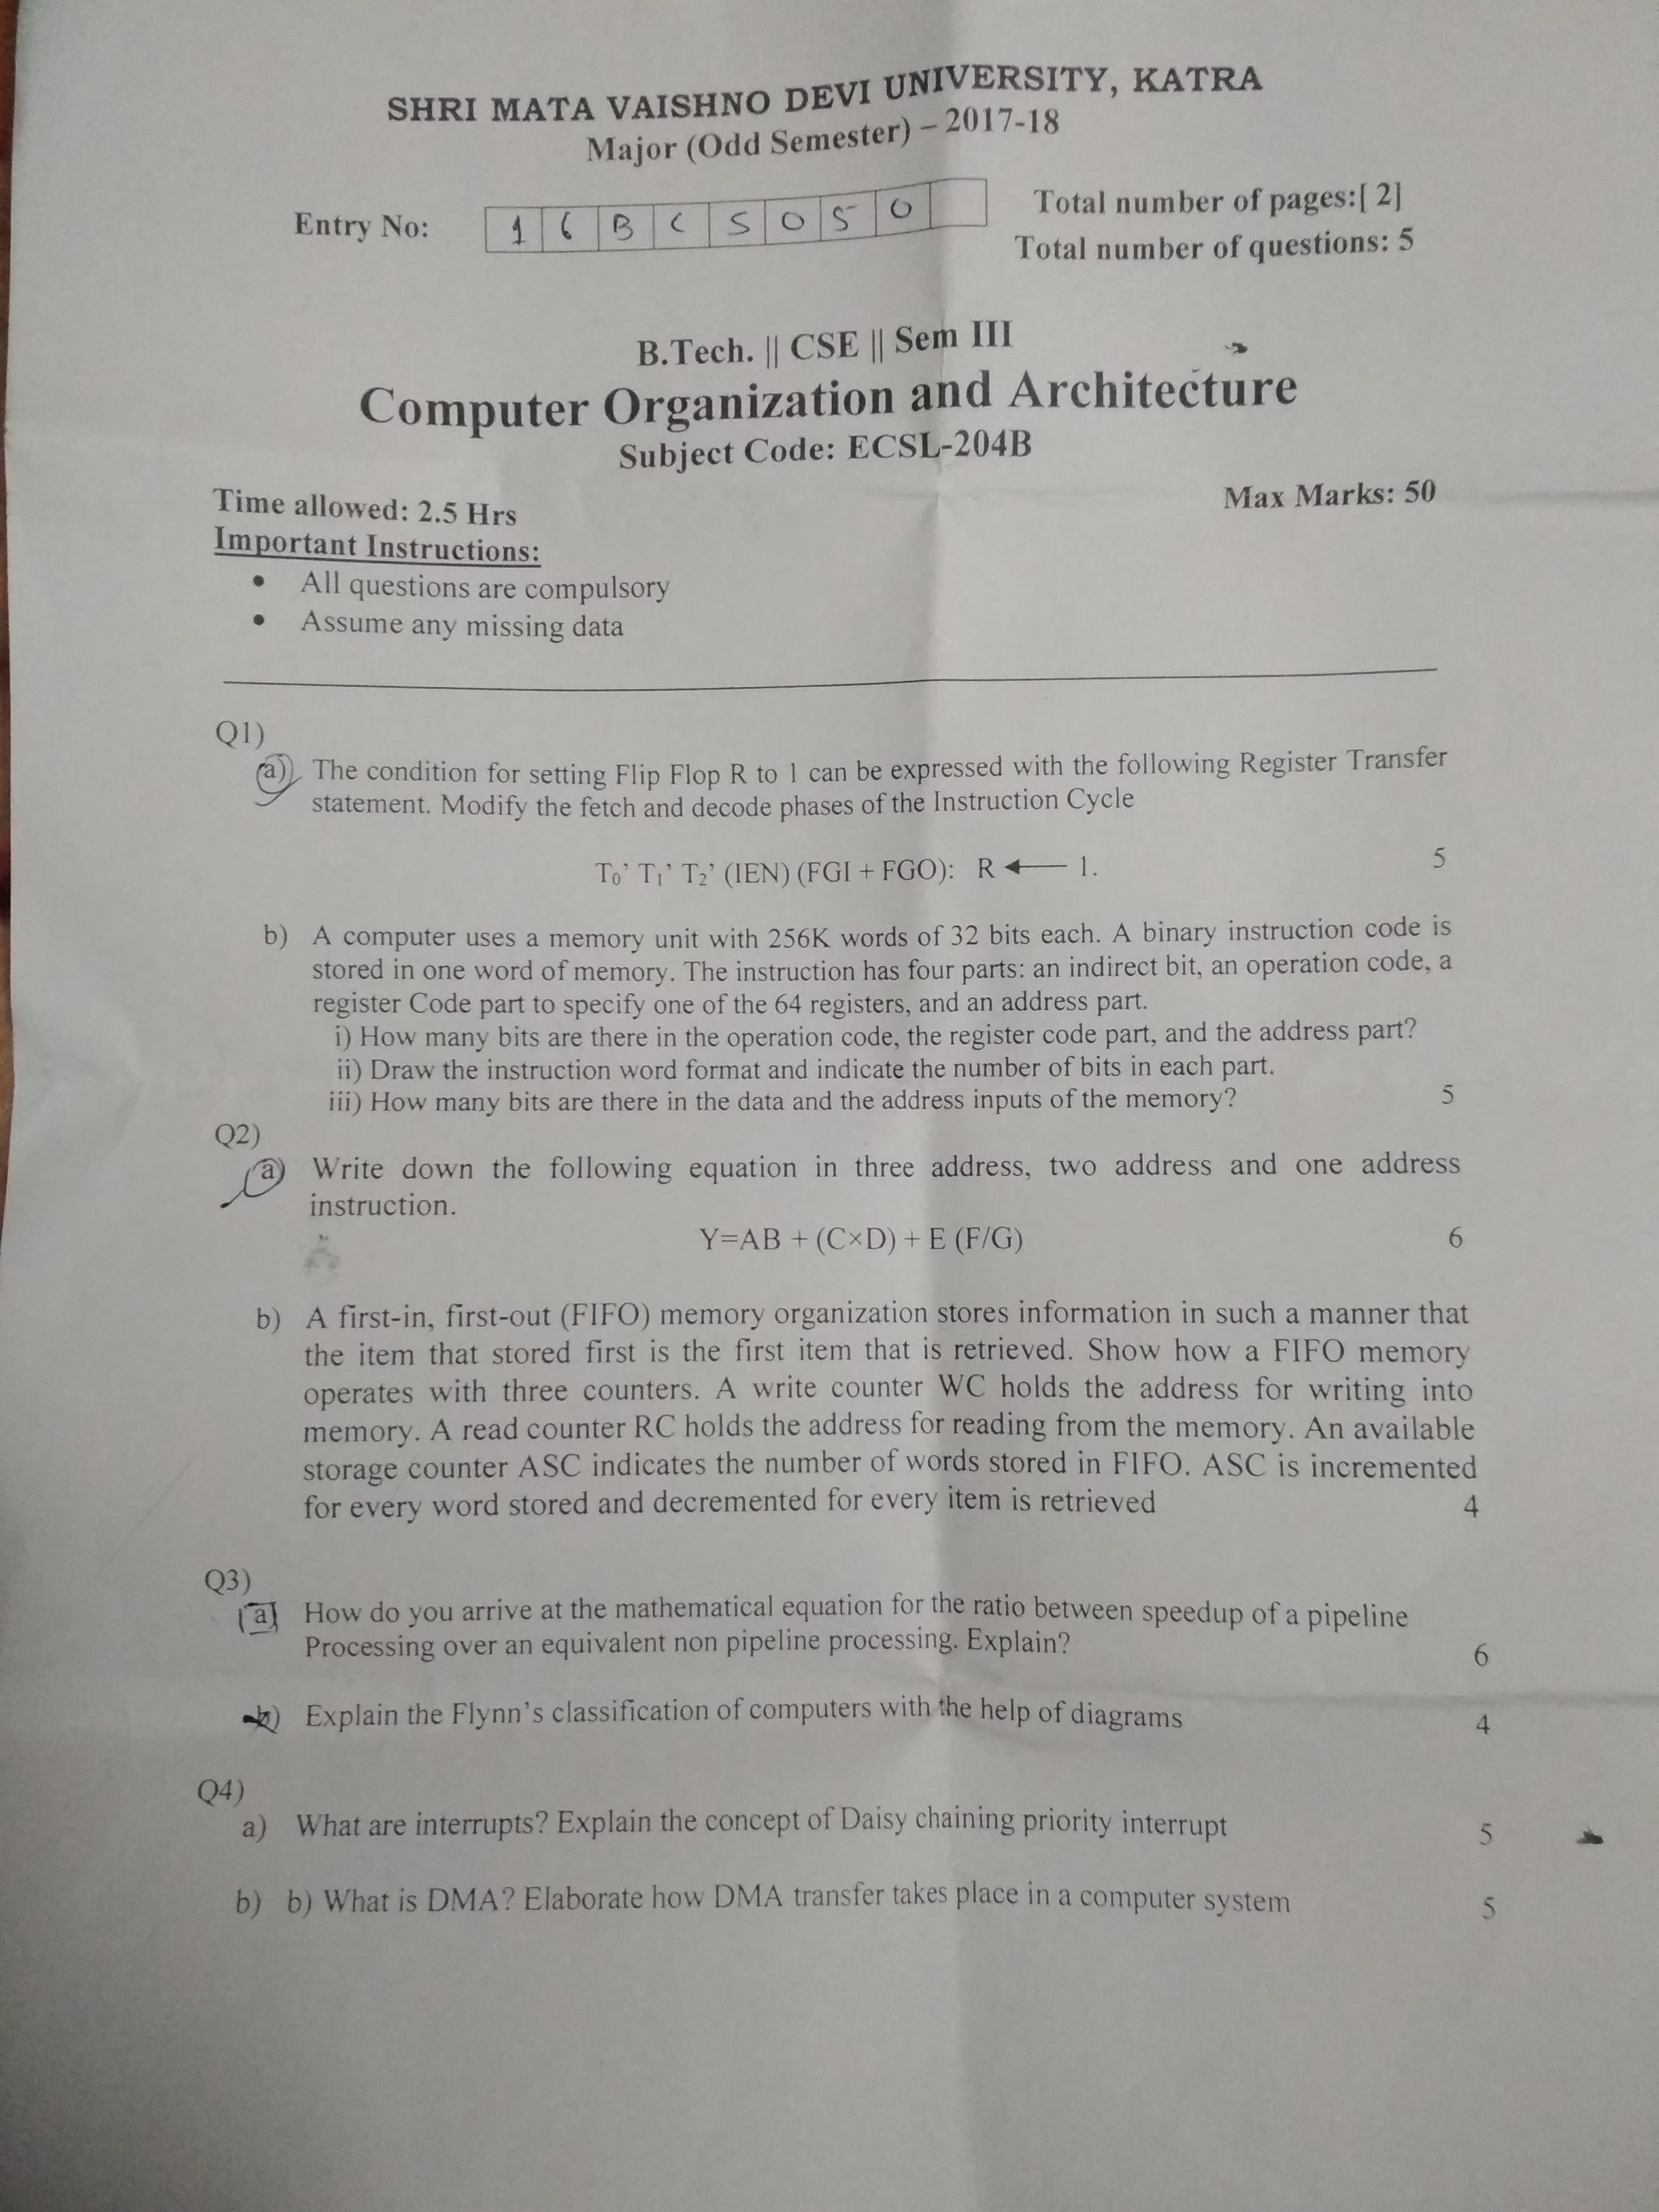 SHRI MATA VAISHNO DEVI UNIVERSITY, KATRA
Major (Odd Semester) – 2017-18
Entry No: 1 6 B C S 0 5 0
Total number of pages:[ 2]
Total number of questions: 5
B.Tech. || CSE || Sem III
Computer Organization and Architecture
Subject Code: ECSL-204B
Time allowed: 2.5 Hrs
Max Marks: 50
Important Instructions:
• All questions are compulsory
• Assume any missing data
Q1)
a) The condition for setting Flip Flop R to 1 can be expressed with the following Register Transfer
statement. Modify the fetch and decode phases of the Instruction Cycle
T₀’ T₁’ T₂’ (IEN) (FGI + FGO): R ← 1. 5
b) A computer uses a memory unit with 256K words of 32 bits each. A binary instruction code is
stored in one word of memory. The instruction has four parts: an indirect bit, an operation code, a
register Code part to specify one of the 64 registers, and an address part.
i) How many bits are there in the operation code, the register code part, and the address part?
ii) Draw the instruction word format and indicate the number of bits in each part.
iii) How many bits are there in the data and the address inputs of the memory? 5
Q2)
a) Write down the following equation in three address, two address and one address
instruction.
Y=AB + (C×D) + E (F/G) 6
b) A first-in, first-out (FIFO) memory organization stores information in such a manner that
the item that stored first is the first item that is retrieved. Show how a FIFO memory
operates with three counters. A write counter WC holds the address for writing into
memory. A read counter RC holds the address for reading from the memory. An available
storage counter ASC indicates the number of words stored in FIFO. ASC is incremented
for every word stored and decremented for every item is retrieved 4
Q3)
a) How do you arrive at the mathematical equation for the ratio between speedup of a pipeline
Processing over an equivalent non pipeline processing. Explain? 6
b) Explain the Flynn’s classification of computers with the help of diagrams 4
Q4)
a) What are interrupts? Explain the concept of Daisy chaining priority interrupt 5
b) b) What is DMA? Elaborate how DMA transfer takes place in a computer system 5